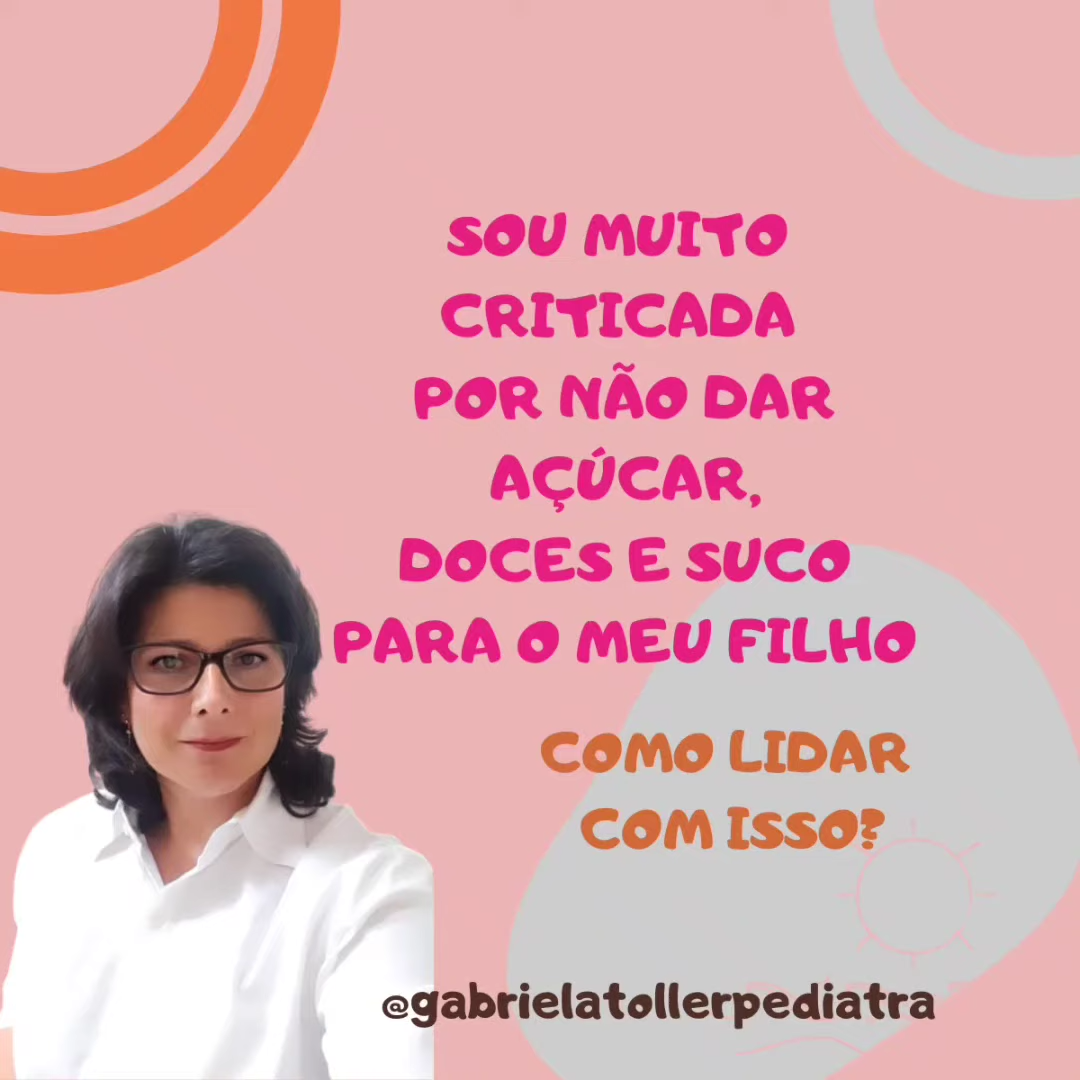 SOU MUITO
CRITICADA
POR NÃO DAR
AÇÚCAR,
DOCES E SUCO
PARA O MEU FILHO
COMO LIDAR
COM ISSO?
@gabrielatollerpediatra